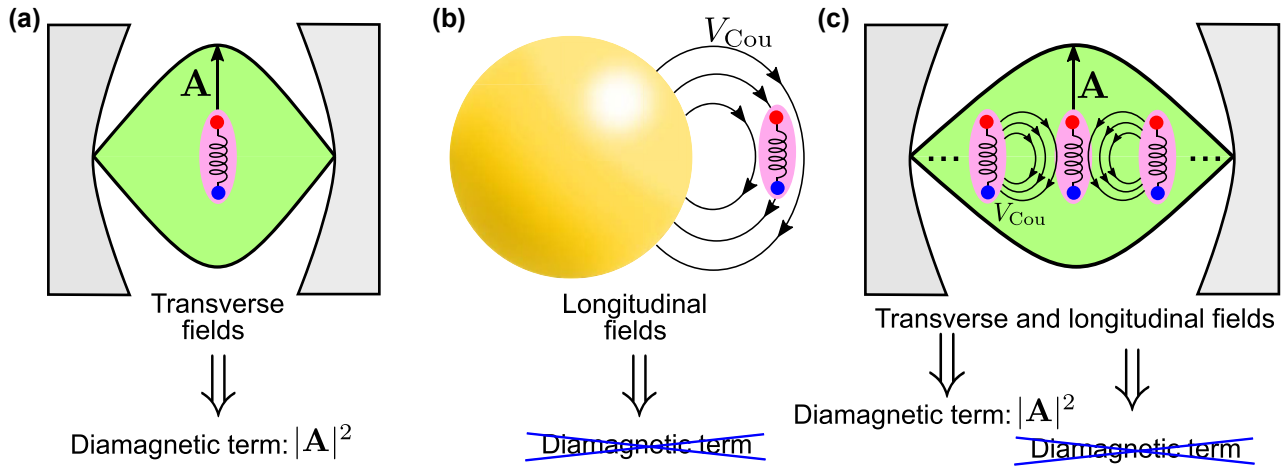 (a)
A
Transverse
fields
Diamagnetic term: |A|²
(b)
V_Cou
Longitudinal
fields
Diamagnetic term
(c)
A
...
...
V_Cou
Transverse and longitudinal fields
Diamagnetic term: |A|²
Diamagnetic term